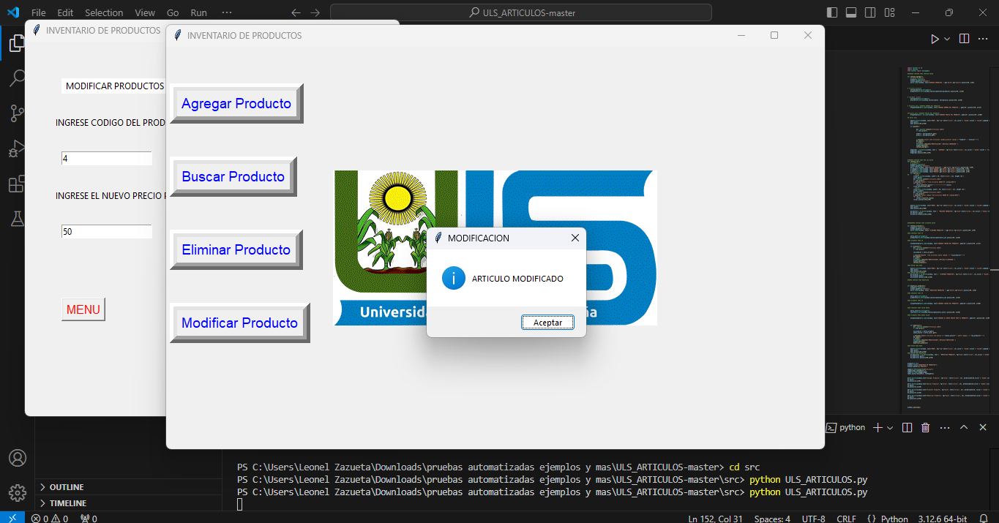 File Edit Selection View Go Run ···
ULS_ARTICULOS-master
INVENTARIO DE PRODUCTOS
MODIFICAR PRODUCTOS
INGRESE CODIGO DEL PROD
4
INGRESE EL NUEVO PRECIO
50
MENU
INVENTARIO DE PRODUCTOS
Agregar Producto
Buscar Producto
Eliminar Producto
Modificar Producto
Universida
MODIFICACION
ARTICULO MODIFICADO
Aceptar
python
PS C:\Users\Leonel Zazueta\Downloads\pruebas automatizadas ejemplos y mas\ULS_ARTICULOS-master> cd src
PS C:\Users\Leonel Zazueta\Downloads\pruebas automatizadas ejemplos y mas\ULS_ARTICULOS-master\src> python ULS_ARTICULOS.py
PS C:\Users\Leonel Zazueta\Downloads\pruebas automatizadas ejemplos y mas\ULS_ARTICULOS-master\src> python ULS_ARTICULOS.py
OUTLINE
TIMELINE
0 0 0
Ln 152, Col 31 Spaces: 4 UTF-8 CRLF {} Python 3.12.6 64-bit